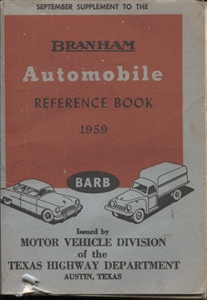 SEPTEMBER SUPPLEMENT TO THE
BRANHAM
Automobile
REFERENCE BOOK
1959
BARB
Issued by
MOTOR VEHICLE DIVISION
of the
TEXAS HIGHWAY DEPARTMENT
AUSTIN, TEXAS